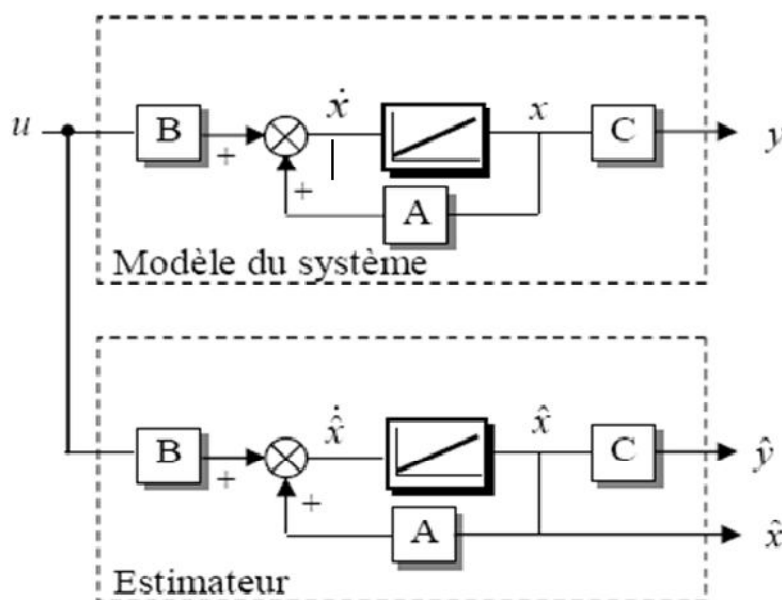 ẋ x
u B C y
+
+
A
Modèle du système
x̂̇ x̂
B C ŷ
+
+
A x̂
Estimateur